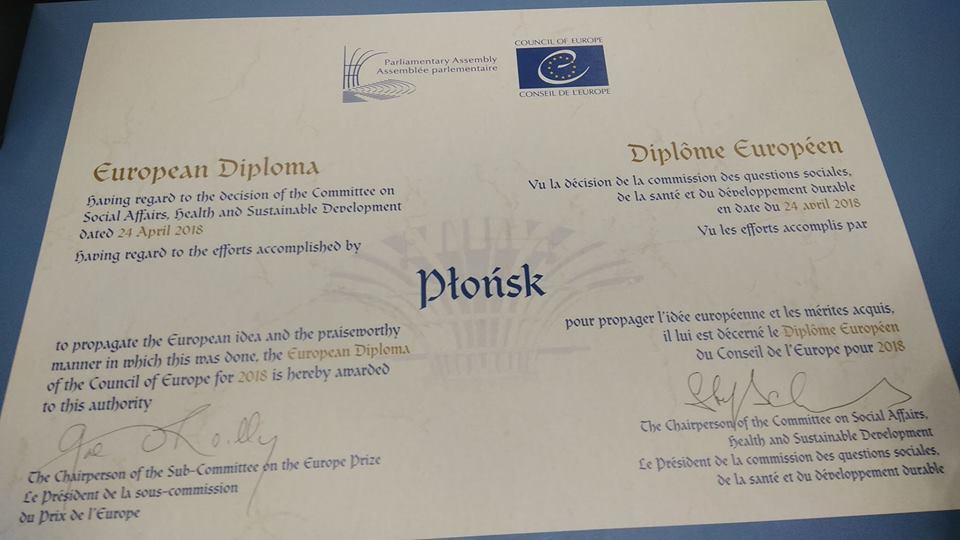 Parliamentary Assembly
Assemblée parlementaire
COUNCIL OF EUROPE
CONSEIL DE L'EUROPE
European Diploma
Having regard to the decision of the Committee on
Social Affairs, Health and Sustainable Development
dated 24 April 2018
Having regard to the efforts accomplished by
Diplôme Européen
Vu la décision de la commission des questions sociales,
de la santé et du développement durable
en date du 24 avril 2018
Vu les efforts accomplis par
Płońsk
to propagate the European idea and the praiseworthy
manner in which this was done, the European Diploma
of the Council of Europe for 2018 is hereby awarded
to this authority
pour propager l'idée européenne et les mérites acquis,
il lui est décerné le Diplôme Européen
du Conseil de l'Europe pour 2018
The Chairperson of the Sub-Committee on the Europe Prize
Le Président de la sous-commission
du Prix de l'Europe
The Chairperson of the Committee on Social Affairs,
Health and Sustainable Development
Le Président de la commission des questions sociales,
de la santé et du développement durable